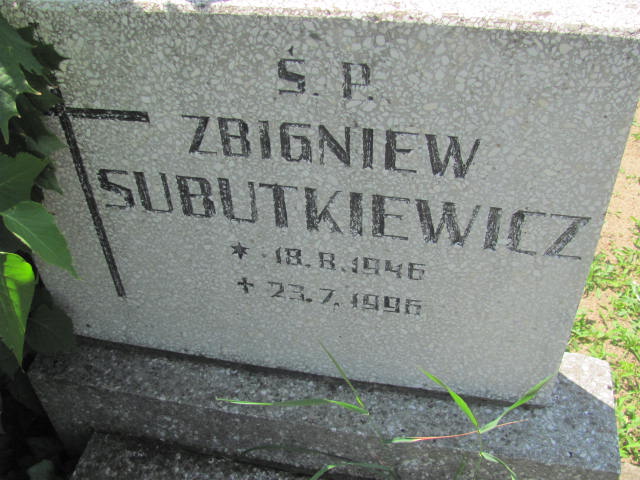 Ś. P.
ZBIGNIEW
SUBUTKIEWICZ
* 18.8.1946
+ 23.7.1996